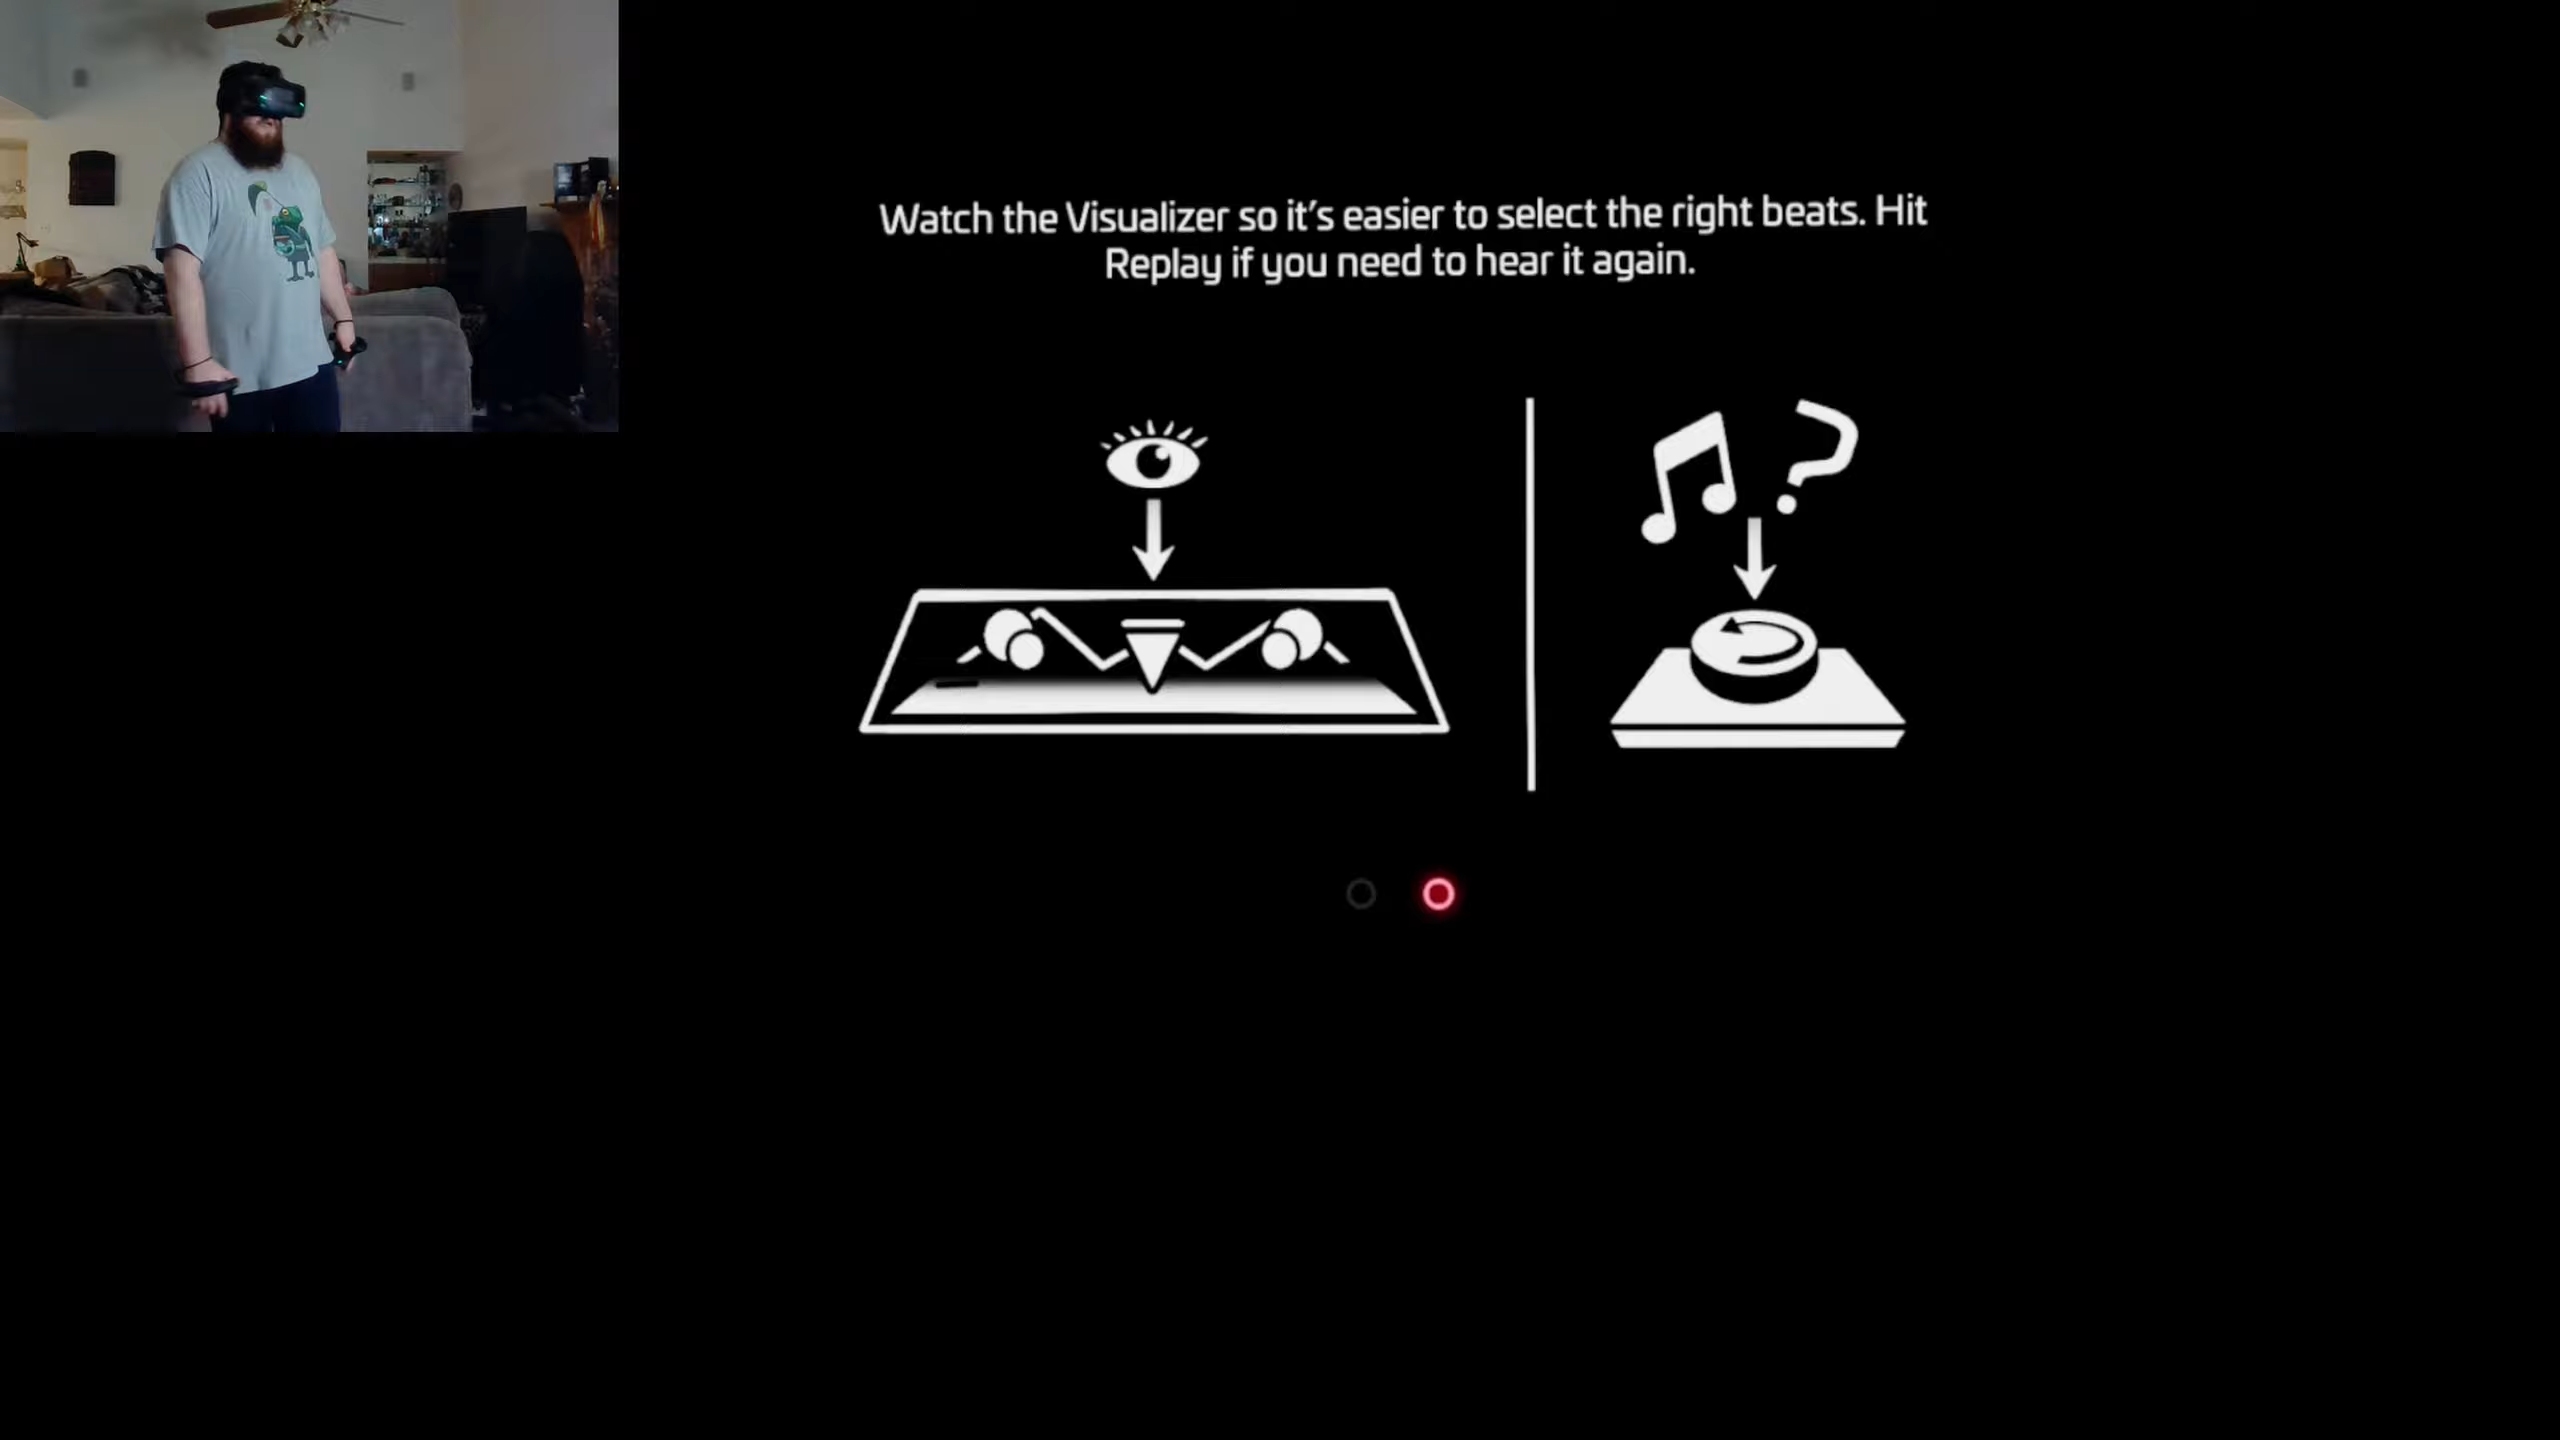 Watch the Visualizer so it's easier to select the right beats. Hit
Replay if you need to hear it again.